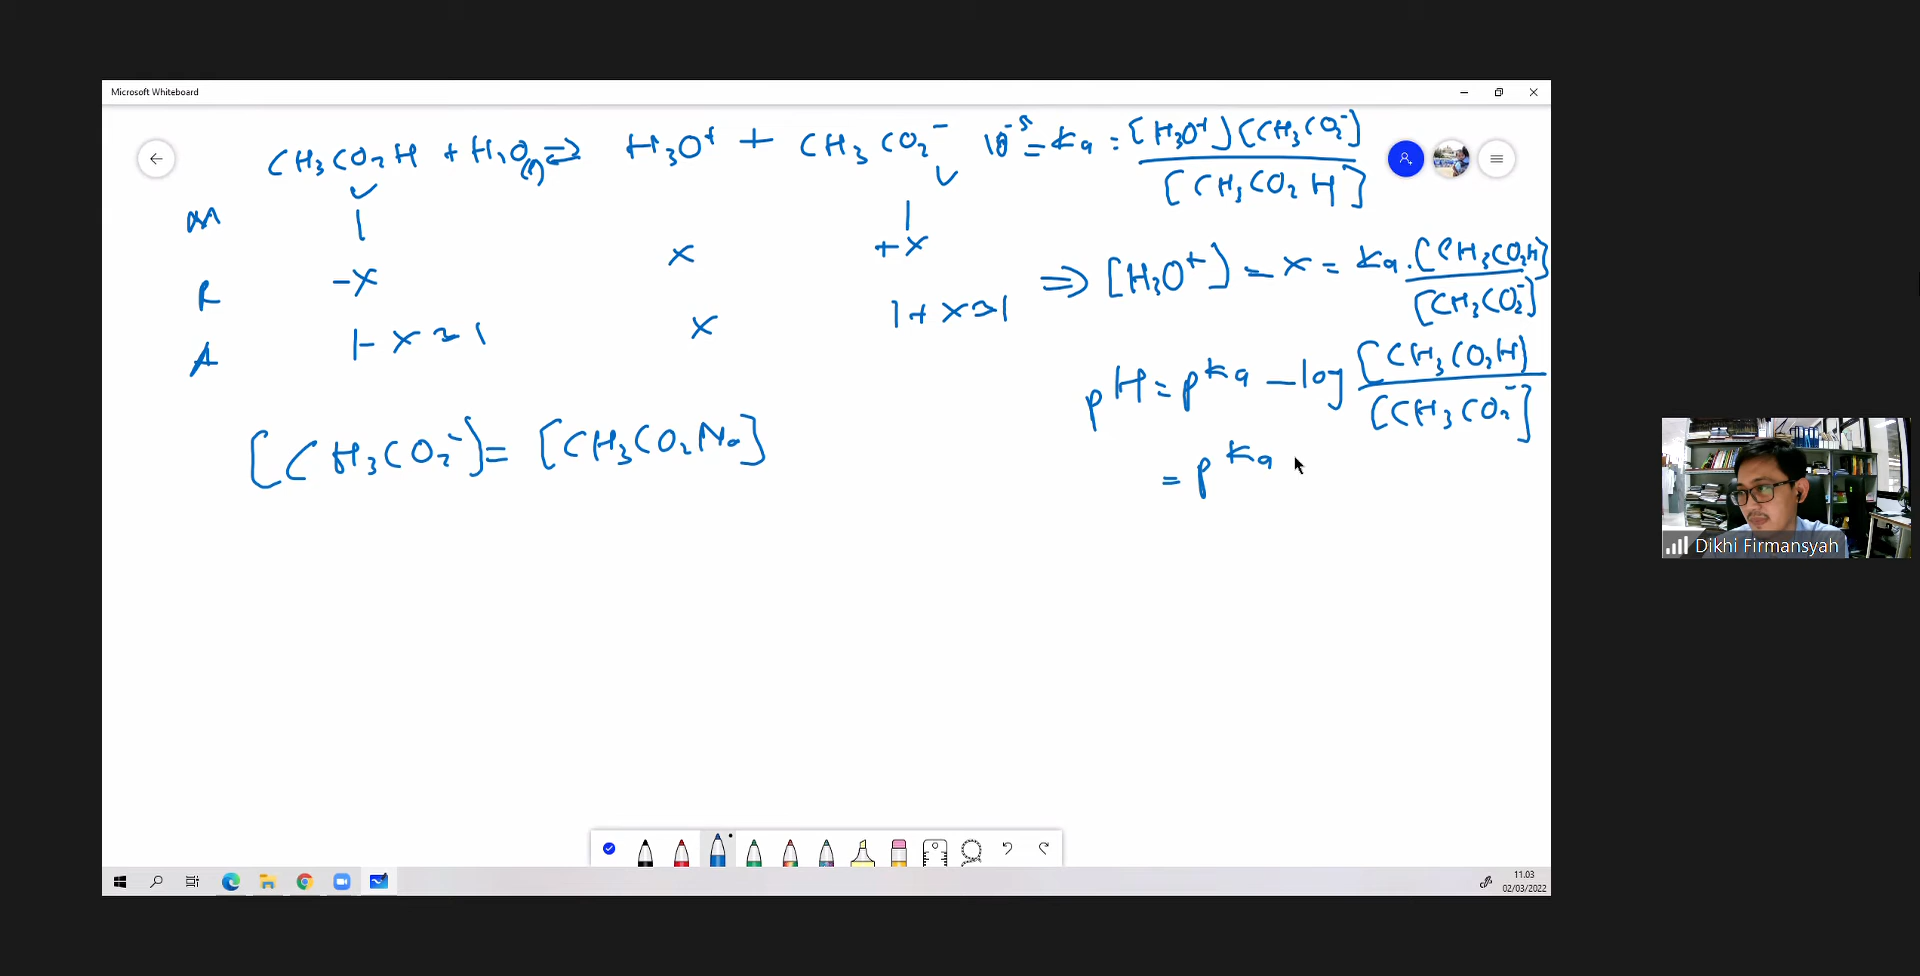 Microsoft Whiteboard
CH₃CO₂H + H₂O(l) ⇌ H₃O⁺ + CH₃CO₂⁻
10⁻⁵ = Ka = [H₃O⁺][CH₃CO₂⁻] / [CH₃CO₂H]
M 1 1
R -x x +x
A 1-x≈1 x 1+x≈1
⇒ [H₃O⁺] = x = Ka . [CH₃CO₂H] / [CH₃CO₂⁻]
pH = pKa - log [CH₃CO₂H] / [CH₃CO₂⁻]
= pKa
[CH₃CO₂⁻] = [CH₃CO₂Na]
Dikhi Firmansyah
11.03
02/03/2022